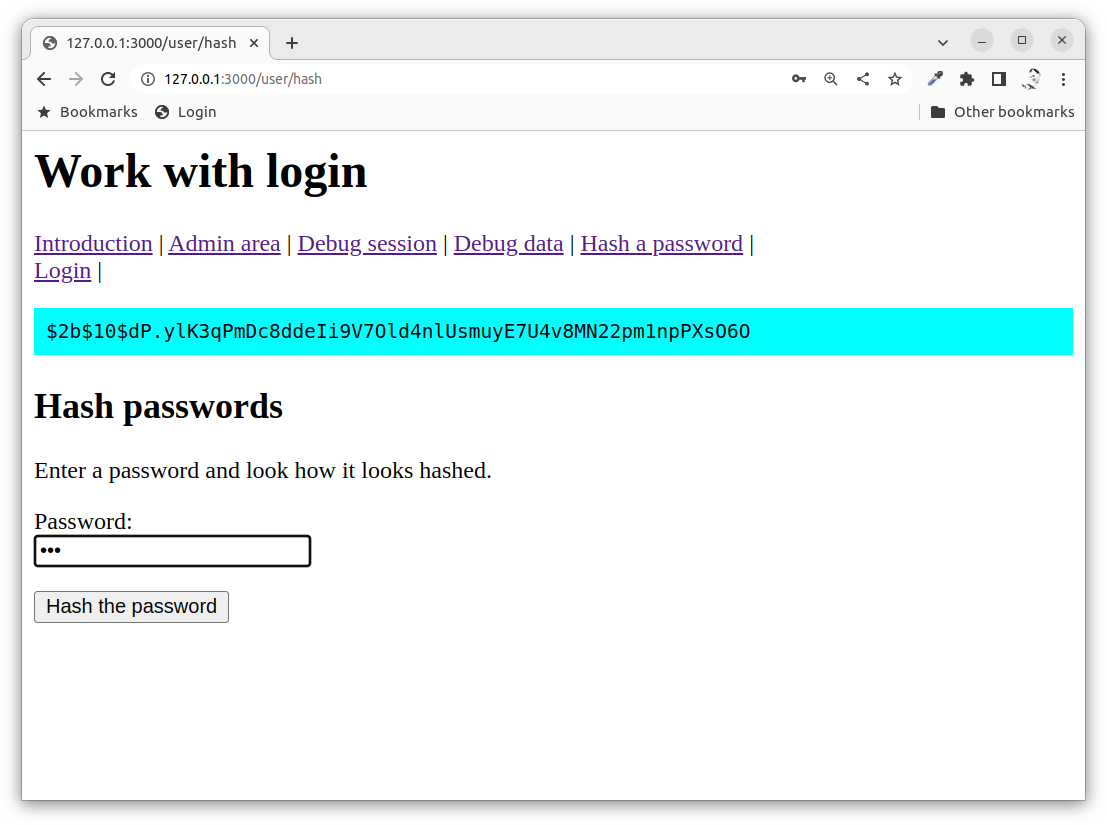 127.0.0.1:3000/user/hash
127.0.0.1:3000/user/hash
Bookmarks Login Other bookmarks
Work with login
Introduction | Admin area | Debug session | Debug data | Hash a password |
Login |
$2b$10$dP.ylK3qPmDc8ddeIi9V7Old4nlUsmuyE7U4v8MN22pm1npPXsO6O
Hash passwords
Enter a password and look how it looks hashed.
Password:
•••
Hash the password